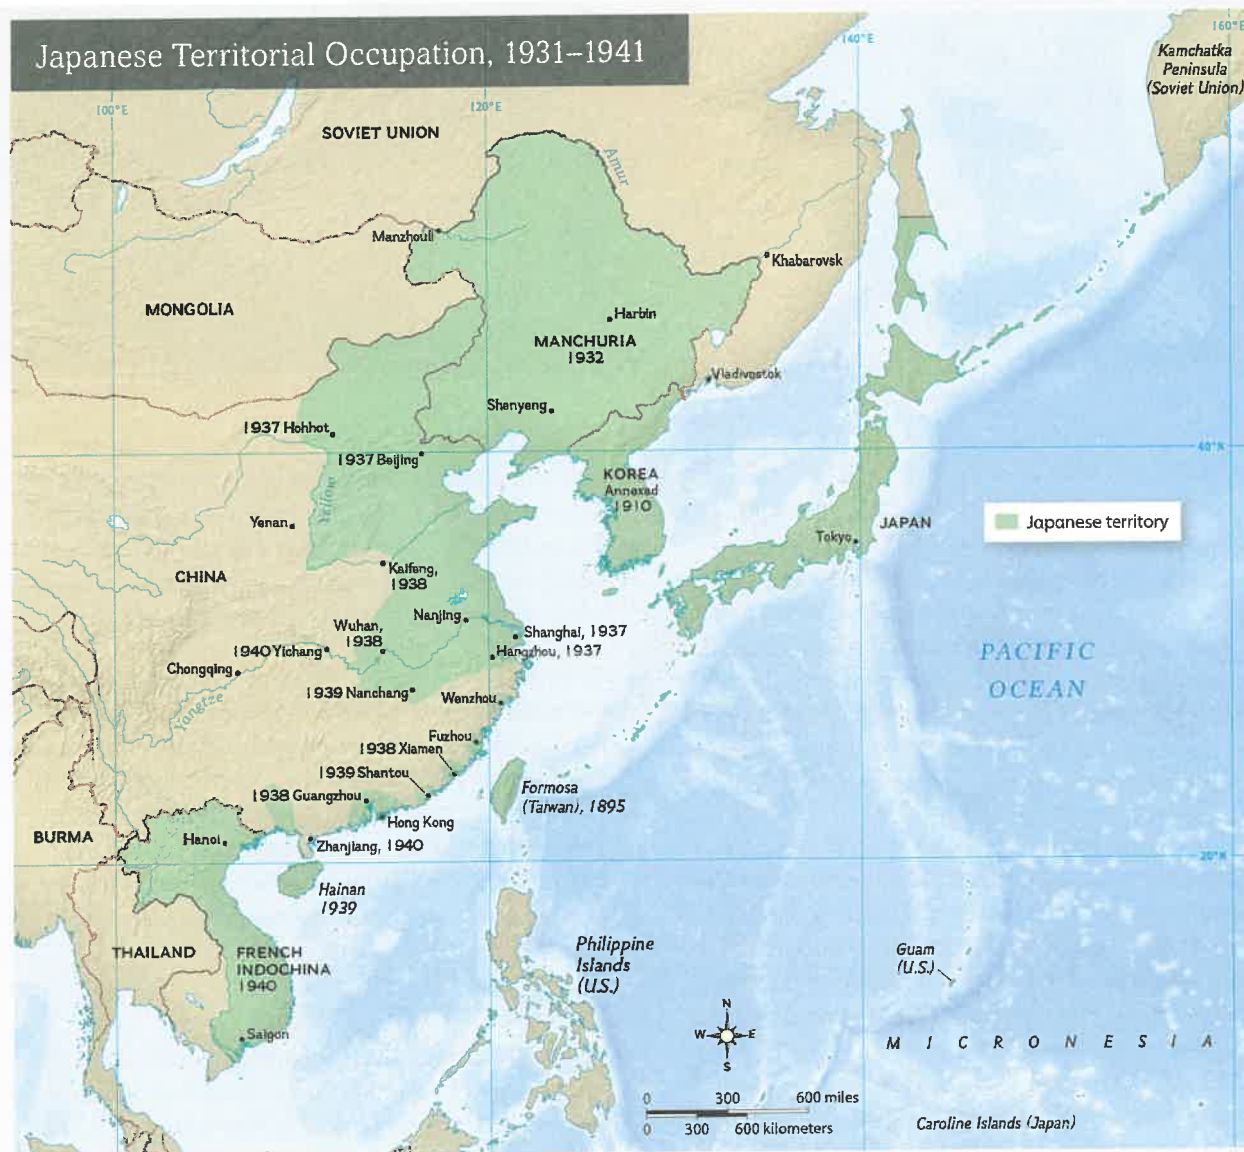 Japanese Territorial Occupation, 1931–1941
100°E
120°E
140°E
160°E
Kamchatka
Peninsula
(Soviet Union)
SOVIET UNION
Amur
Manzhouli
Khabarovsk
MONGOLIA
Harbin
MANCHURIA
1932
Vladivostok
Shenyeng
1937 Hohhot
1937 Beijing
40°N
KOREA
Annexed
1910
Yellow
Yenan
JAPAN
Tokyo
Japanese territory
CHINA
Kaifeng,
1938
Nanjing
Wuhan,
1938
Shanghai, 1937
Hangzhou, 1937
1940 Yichang
Chongqing
PACIFIC
OCEAN
1939 Nanchang
Wenzhou
Yangtze
Fuzhou
1938 Xiamen
1939 Shantou
1938 Guangzhou
Formosa
(Taiwan), 1895
Hong Kong
BURMA
Hanoi
Zhanjiang, 1940
20°N
Hainan
1939
THAILAND
FRENCH
INDOCHINA
1940
Philippine
Islands
(U.S.)
Guam
(U.S.)
Saigon
N
W E
S
MICRONESIA
0 300 600 miles
0 300 600 kilometers
Caroline Islands (Japan)